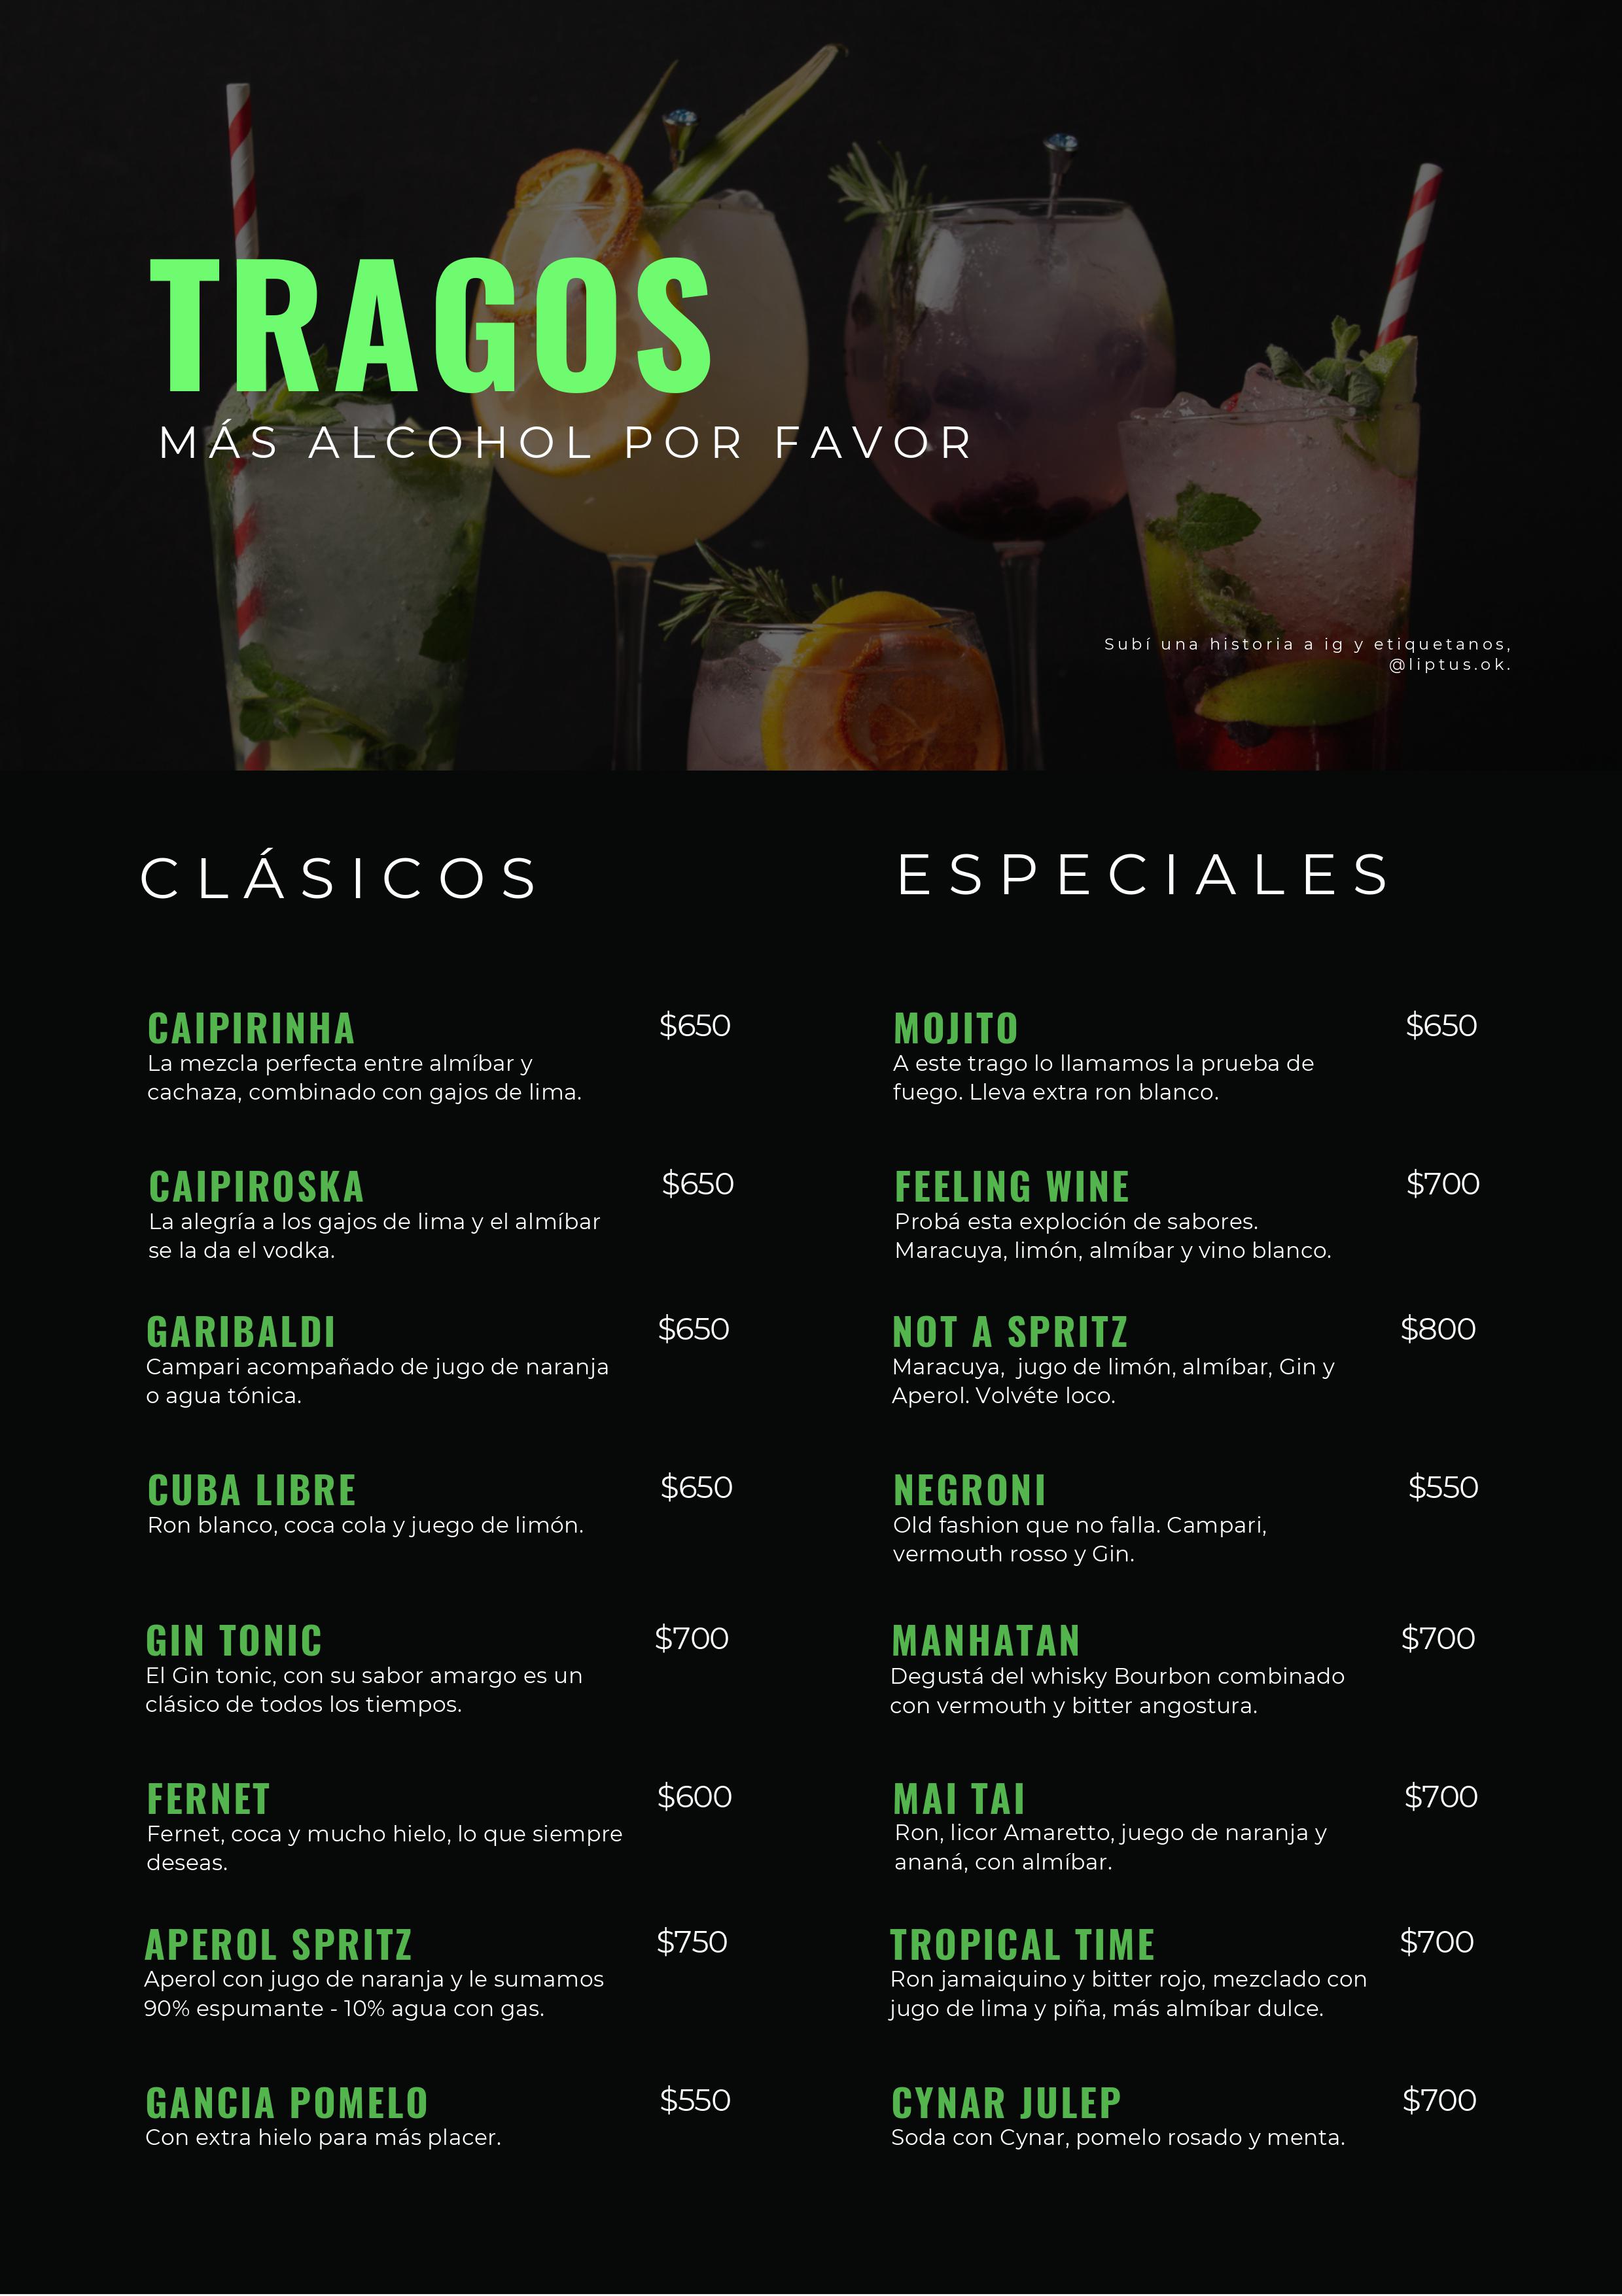 TRAGOS
MÁS ALCOHOL POR FAVOR
Subí una historia a ig y etiquetanos,
@liptus.ok.
CLÁSICOS
CAIPIRINHA
$650
La mezcla perfecta entre almíbar y
cachaza, combinado con gajos de lima.
CAIPIROSKA
$650
La alegría a los gajos de lima y el almíbar
se la da el vodka.
GARIBALDI
$650
Campari acompañado de jugo de naranja
o agua tónica.
CUBA LIBRE
$650
Ron blanco, coca cola y juego de limón.
GIN TONIC
$700
El Gin tonic, con su sabor amargo es un
clásico de todos los tiempos.
FERNET
$600
Fernet, coca y mucho hielo, lo que siempre
deseas.
APEROL SPRITZ
$750
Aperol con jugo de naranja y le sumamos
90% espumante - 10% agua con gas.
GANCIA POMELO
$550
Con extra hielo para más placer.
ESPECIALES
MOJITO
$650
A este trago lo llamamos la prueba de
fuego. Lleva extra ron blanco.
FEELING WINE
$700
Probá esta exploción de sabores.
Maracuya, limón, almíbar y vino blanco.
NOT A SPRITZ
$800
Maracuya,  jugo de limón, almíbar, Gin y
Aperol. Volvéte loco.
NEGRONI
$550
Old fashion que no falla. Campari,
vermouth rosso y Gin.
MANHATAN
$700
Degustá del whisky Bourbon combinado
con vermouth y bitter angostura.
MAI TAI
$700
Ron, licor Amaretto, juego de naranja y
ananá, con almíbar.
TROPICAL TIME
$700
Ron jamaiquino y bitter rojo, mezclado con
jugo de lima y piña, más almíbar dulce.
CYNAR JULEP
$700
Soda con Cynar, pomelo rosado y menta.